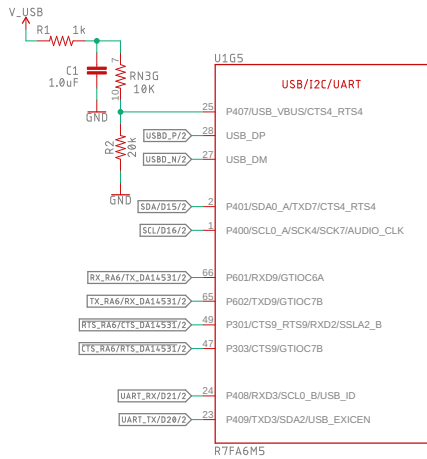 V_USB
R1 1k
C1
1.0uF
7
RN3G
10K
10
GND
R2
20k
GND
U1G5
USB/I2C/UART
25 P407/USB_VBUS/CTS4_RTS4
USBD_P/2 28 USB_DP
USBD_N/2 27 USB_DM
SDA/D15/2 2 P401/SDA0_A/TXD7/CTS4_RTS4
SCL/D16/2 1 P400/SCL0_A/SCK4/SCK7/AUDIO_CLK
RX_RA6/TX_DA14531/2 66 P601/RXD9/GTIOC6A
TX_RA6/RX_DA14531/2 65 P602/TXD9/GTIOC7B
RTS_RA6/CTS_DA14531/2 49 P301/CTS9_RTS9/RXD2/SSLA2_B
CTS_RA6/RTS_DA14531/2 47 P303/CTS9/GTIOC7B
UART_RX/D21/2 24 P408/RXD3/SCL0_B/USB_ID
UART_TX/D20/2 23 P409/TXD3/SDA2/USB_EXICEN
R7FA6M5